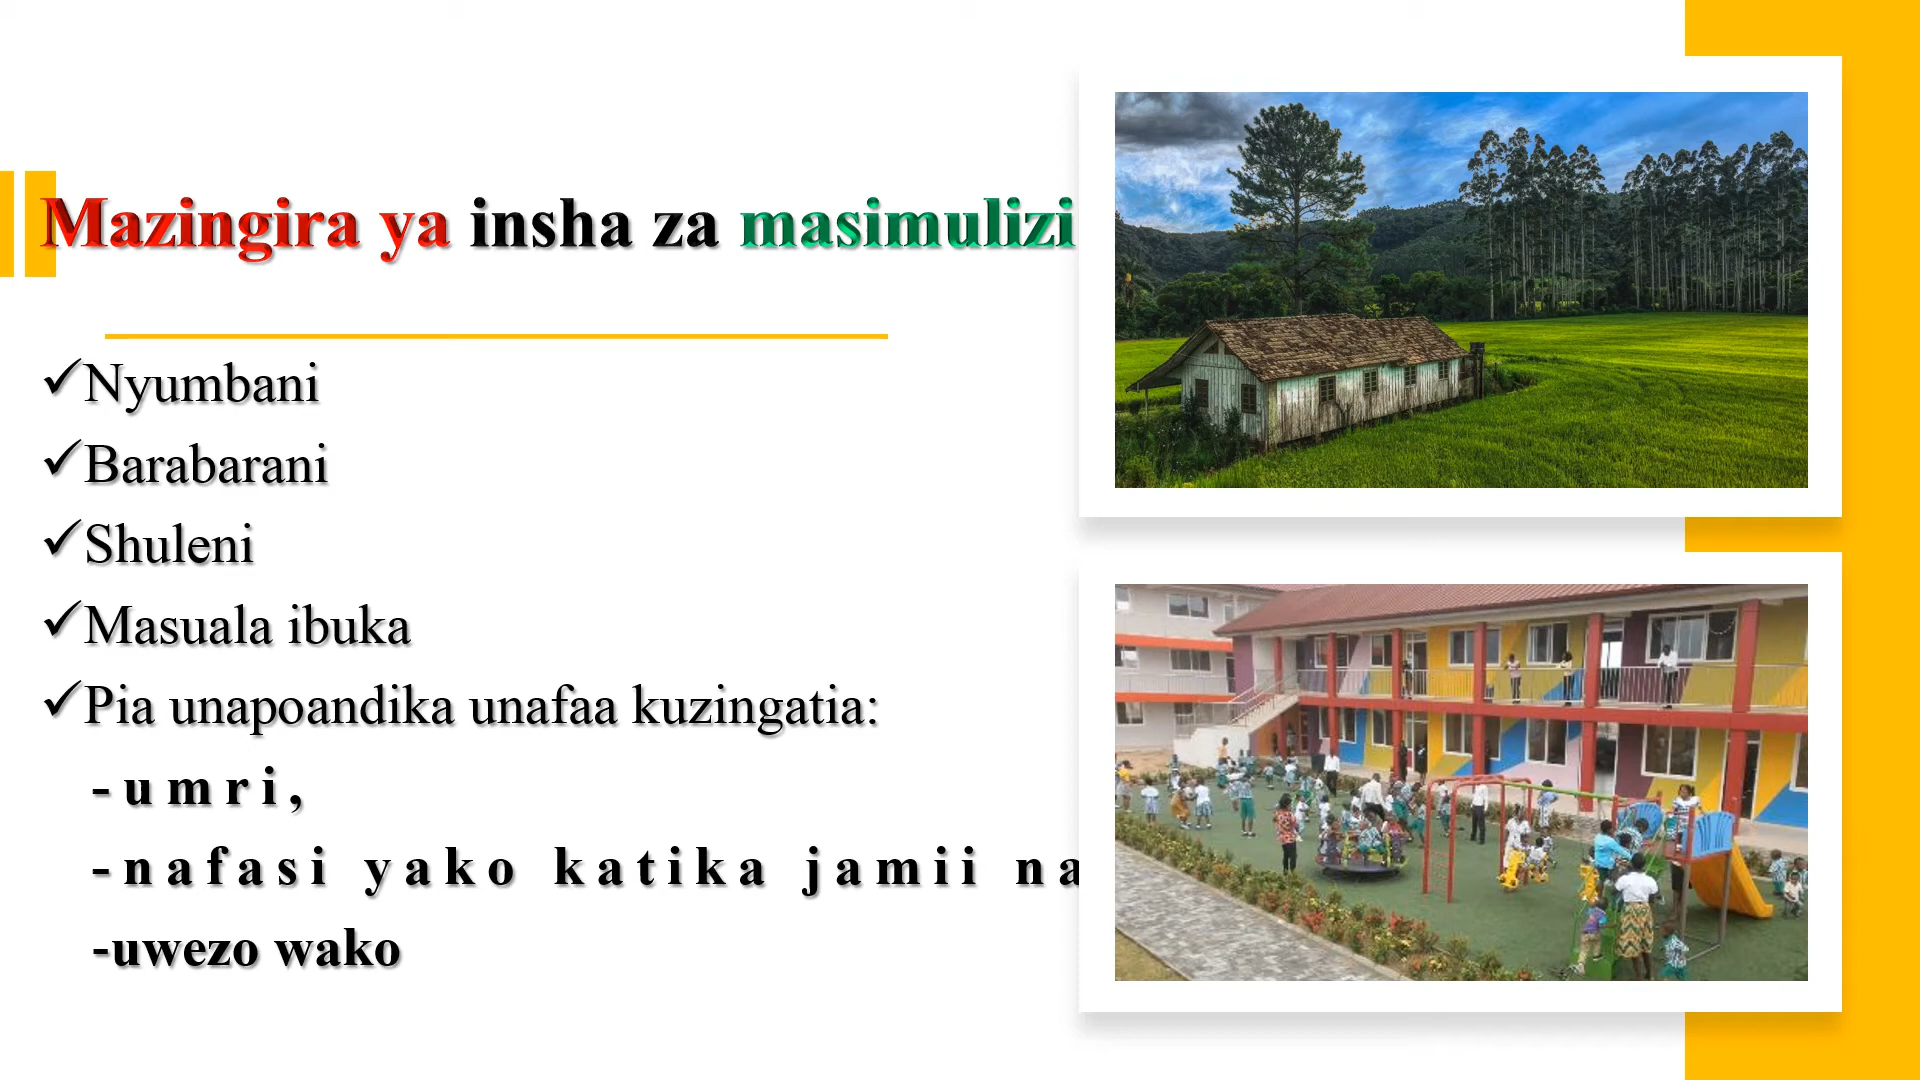 Mazingira ya insha za masimulizi
✓Nyumbani
✓Barabarani
✓Shuleni
✓Masuala ibuka
✓Pia unapoandika unafaa kuzingatia:
-umri,
-nafasi yako katika jamii na
-uwezo wako